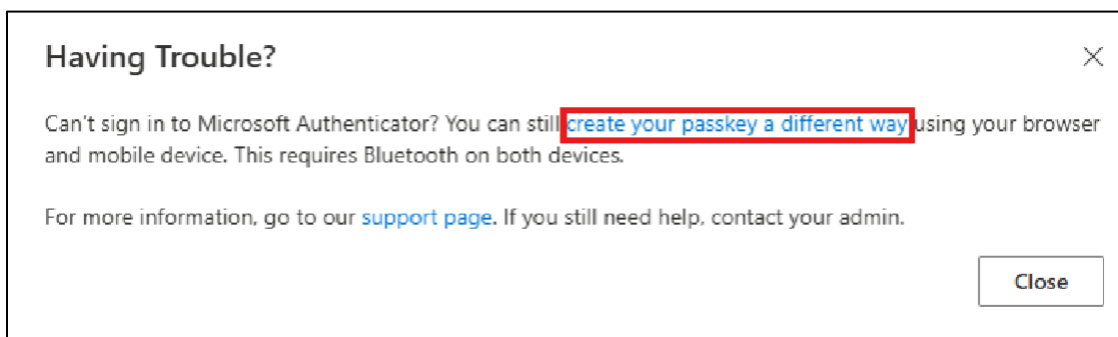 Having Trouble?
Can't sign in to Microsoft Authenticator? You can still create your passkey a different way using your browser
and mobile device. This requires Bluetooth on both devices.
For more information, go to our support page. If you still need help, contact your admin.
Close